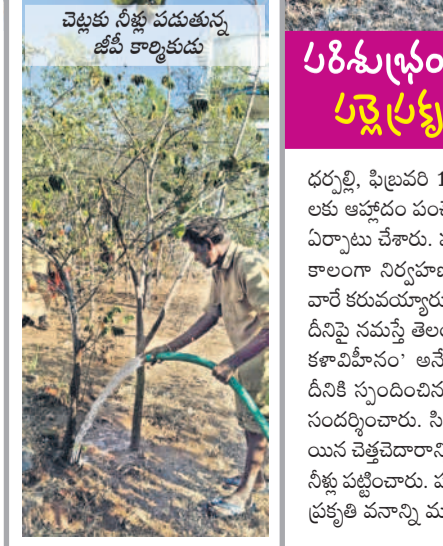 చెట్లకు నీళ్లు పడుతున్న
జీపీ కార్మికుడు
పరిశుభ్రం
పల్లె ప్రకృ
ధర్పల్లి, ఫిబ్రవరి 1
లకు ఆహ్లాదం పంచే
ఏర్పాటు చేశారు.
కాలంగా నిర్వహణ
వారే కరువయ్యారు
దీనిపై నమస్తే తెలం
కళావిహీనం' అనే
దీనికి స్పందించిన
సందర్శించారు. సి
యిన చెత్తచెదారాని
నీళ్లు పట్టించారు. ప
ప్రకృతి వనాన్ని ము